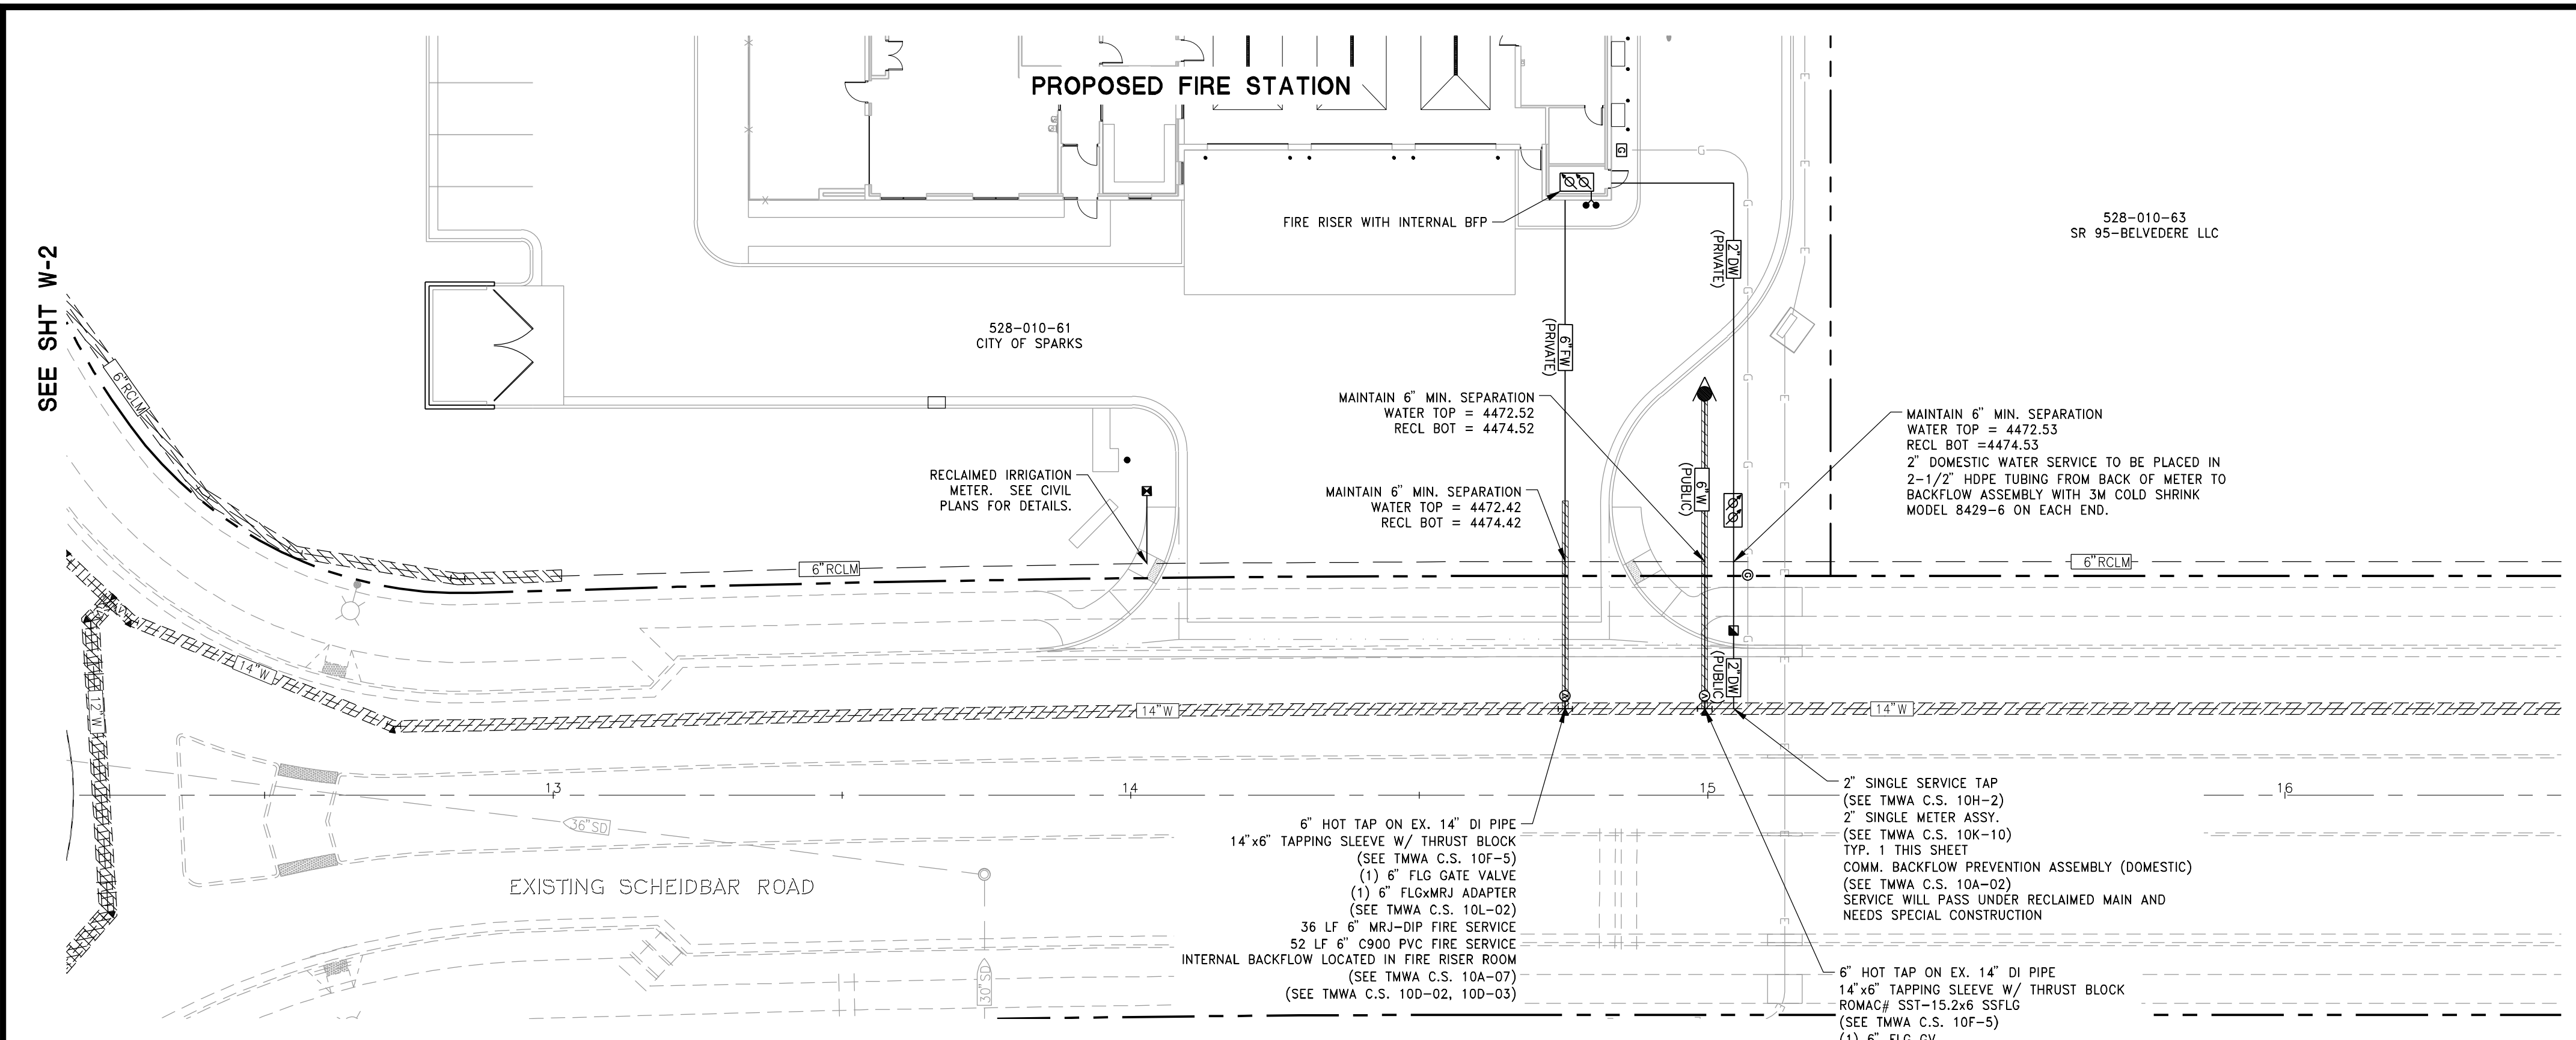 PROPOSED FIRE STATION
G
G
FIRE RISER WITH INTERNAL BFP
528-010-63
SR 95-BELVEDERE LLC
2" DW
(PRIVATE)
SEE SHT W-2
528-010-61
CITY OF SPARKS
6" FW
(PRIVATE)
6"RCLM
MAINTAIN 6" MIN. SEPARATION
WATER TOP = 4472.52
RECL BOT = 4474.52
MAINTAIN 6" MIN. SEPARATION
WATER TOP = 4472.53
RECL BOT =4474.53
2" DOMESTIC WATER SERVICE TO BE PLACED IN
2-1/2" HDPE TUBING FROM BACK OF METER TO
BACKFLOW ASSEMBLY WITH 3M COLD SHRINK
MODEL 8429-6 ON EACH END.
RECLAIMED IRRIGATION
METER. SEE CIVIL
PLANS FOR DETAILS.
MAINTAIN 6" MIN. SEPARATION
WATER TOP = 4472.42
RECL BOT = 4474.42
6" W
(PUBLIC)
6"RCLM
6"RCLM
G
14"W
12"W
2" DW
(PUBLIC)
14"W
14"W
13
14
15
16
36"SD
EXISTING SCHEIDBAR ROAD
30"SD
6" HOT TAP ON EX. 14" DI PIPE
14"x6" TAPPING SLEEVE W/ THRUST BLOCK
(SEE TMWA C.S. 10F-5)
(1) 6" FLG GATE VALVE
(1) 6" FLGxMRJ ADAPTER
(SEE TMWA C.S. 10L-02)
36 LF 6" MRJ-DIP FIRE SERVICE
52 LF 6" C900 PVC FIRE SERVICE
INTERNAL BACKFLOW LOCATED IN FIRE RISER ROOM
(SEE TMWA C.S. 10A-07)
(SEE TMWA C.S. 10D-02, 10D-03)
2" SINGLE SERVICE TAP
(SEE TMWA C.S. 10H-2)
2" SINGLE METER ASSY.
(SEE TMWA C.S. 10K-10)
TYP. 1 THIS SHEET
COMM. BACKFLOW PREVENTION ASSEMBLY (DOMESTIC)
(SEE TMWA C.S. 10A-02)
SERVICE WILL PASS UNDER RECLAIMED MAIN AND
NEEDS SPECIAL CONSTRUCTION
6" HOT TAP ON EX. 14" DI PIPE
14"x6" TAPPING SLEEVE W/ THRUST BLOCK
ROMAC# SST-15.2x6 SSFLG
(SEE TMWA C.S. 10F-5)
(1) 6" FLG GV